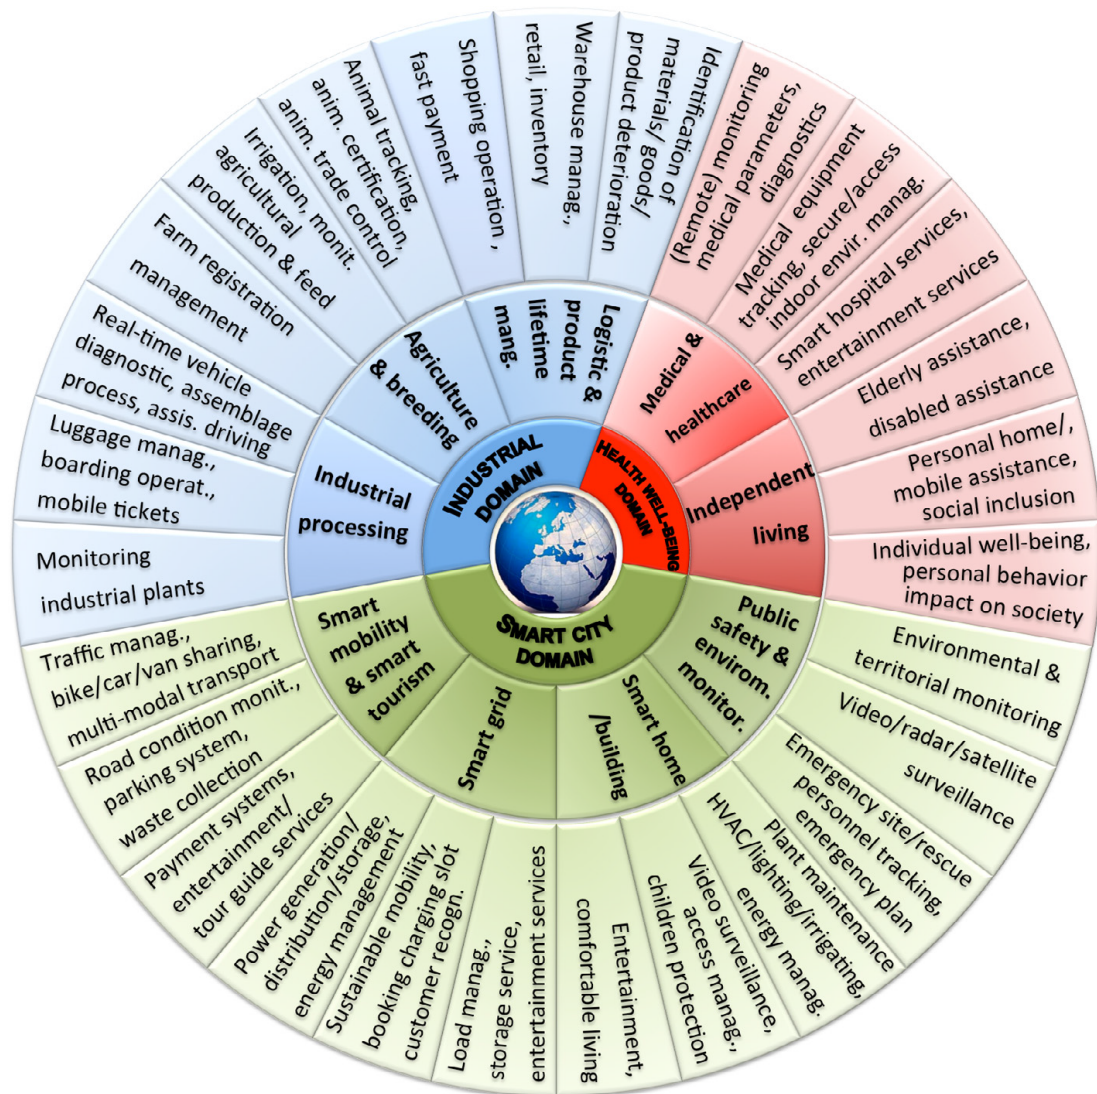 INDUSTRIAL
DOMAIN
HEALTH WELL-BEING
DOMAIN
SMART CITY
DOMAIN
Logistic &
product
lifetime
mang.
Medical &
healthcare
Independent
living
Public
safety &
environ.
monitor.
Smart home
/building
Smart grid
Smart
mobility
& smart
tourism
Industrial
processing
Agriculture
& breeding
Identification of
materials/ goods/
product deterioration
(Remote) monitoring
medical parameters,
diagnostics
Medical equipment
tracking, secure/access
indoor envir. manag.
Smart hospital services,
entertainment services
Elderly assistance,
disabled assistance
Personal home/,
mobile assistance,
social inclusion
Individual well-being,
personal behavior
impact on society
Environmental &
territorial monitoring
Video/radar/satellite
surveillance
Emergency site/rescue
personnel tracking,
emergency plan
Plant maintenance
HVAC/lighting/irrigating,
energy manag.
Video surveillance,
access manag.,
children protection
Entertainment,
comfortable living
Load manag.,
storage service,
entertainment services
Sustainable mobility,
booking charging slot
customer recogn.
Power generation/
distribution/storage,
energy management
Payment systems,
entertainment/
tour guide services
Road condition monit.,
parking system,
waste collection
Traffic manag.,
bike/car/van sharing,
multi-modal transport
Monitoring
industrial plants
Luggage manag.,
boarding operat.,
mobile tickets
Real-time vehicle
diagnostic, assemblage
process, assis. driving
Farm registration
management
Irrigation, monit.
agricultural
production & feed
Animal tracking,
anim. certification,
anim. trade control
Shopping operation ,
fast payment
Warehouse manag.,
retail, inventory